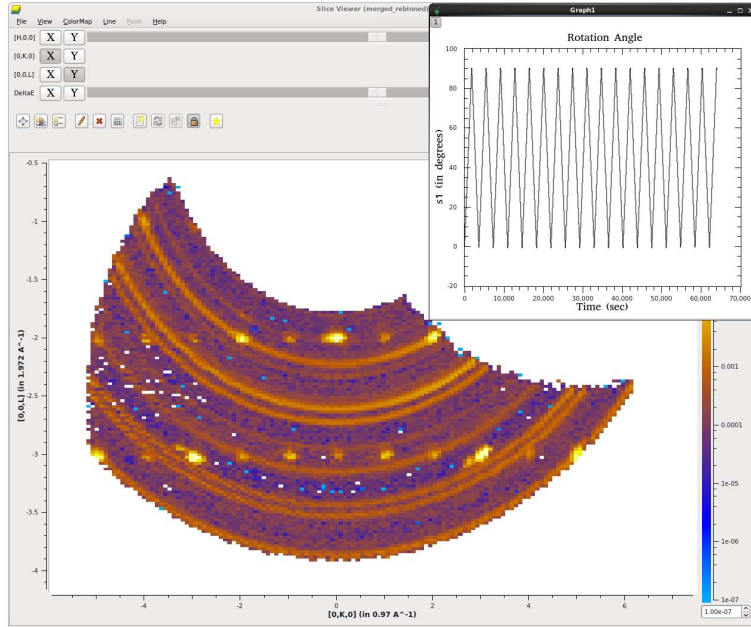 Slice Viewer (merged_rebinned)
File View ColorMap Line Peak Help
[H,0,0] X Y
[0,K,0] X Y
[0,0,L] X Y
DeltaE X Y
Graph1
1
Rotation Angle
s1 (in degrees)
100
80
60
40
20
0
-20
0 10,000 20,000 30,000 40,000 50,000 60,000 70,000
Time (sec)
[0,0,L] (in 1.972 A^-1)
-0.5
-1
-1.5
-2
-2.5
-3
-3.5
-4
-4 -2 0 2 4 6
[0,K,0] (in 0.97 A^-1)
0.001
0.0001
1e-05
1e-06
1e-07
1.00e-07